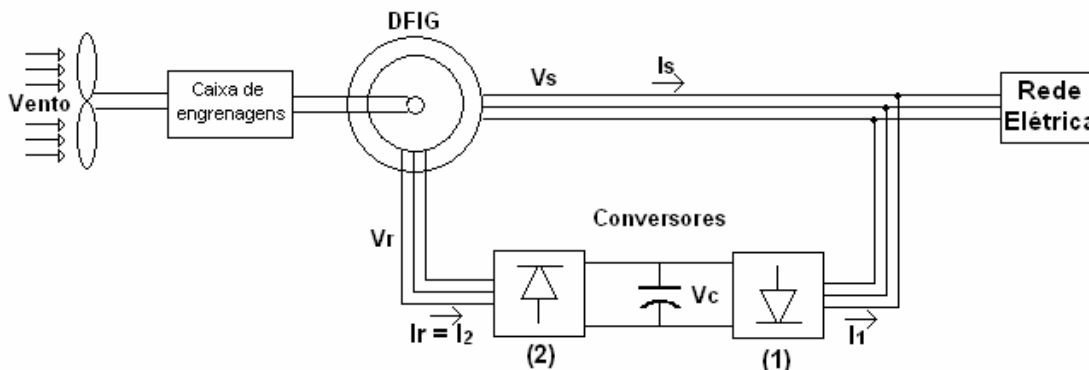 DFIG
Vento
Caixa de
engrenagens
Vs
Is
Rede
Elétrica
Vr
Conversores
Vc
Ir = I₂
I₁
(2)
(1)